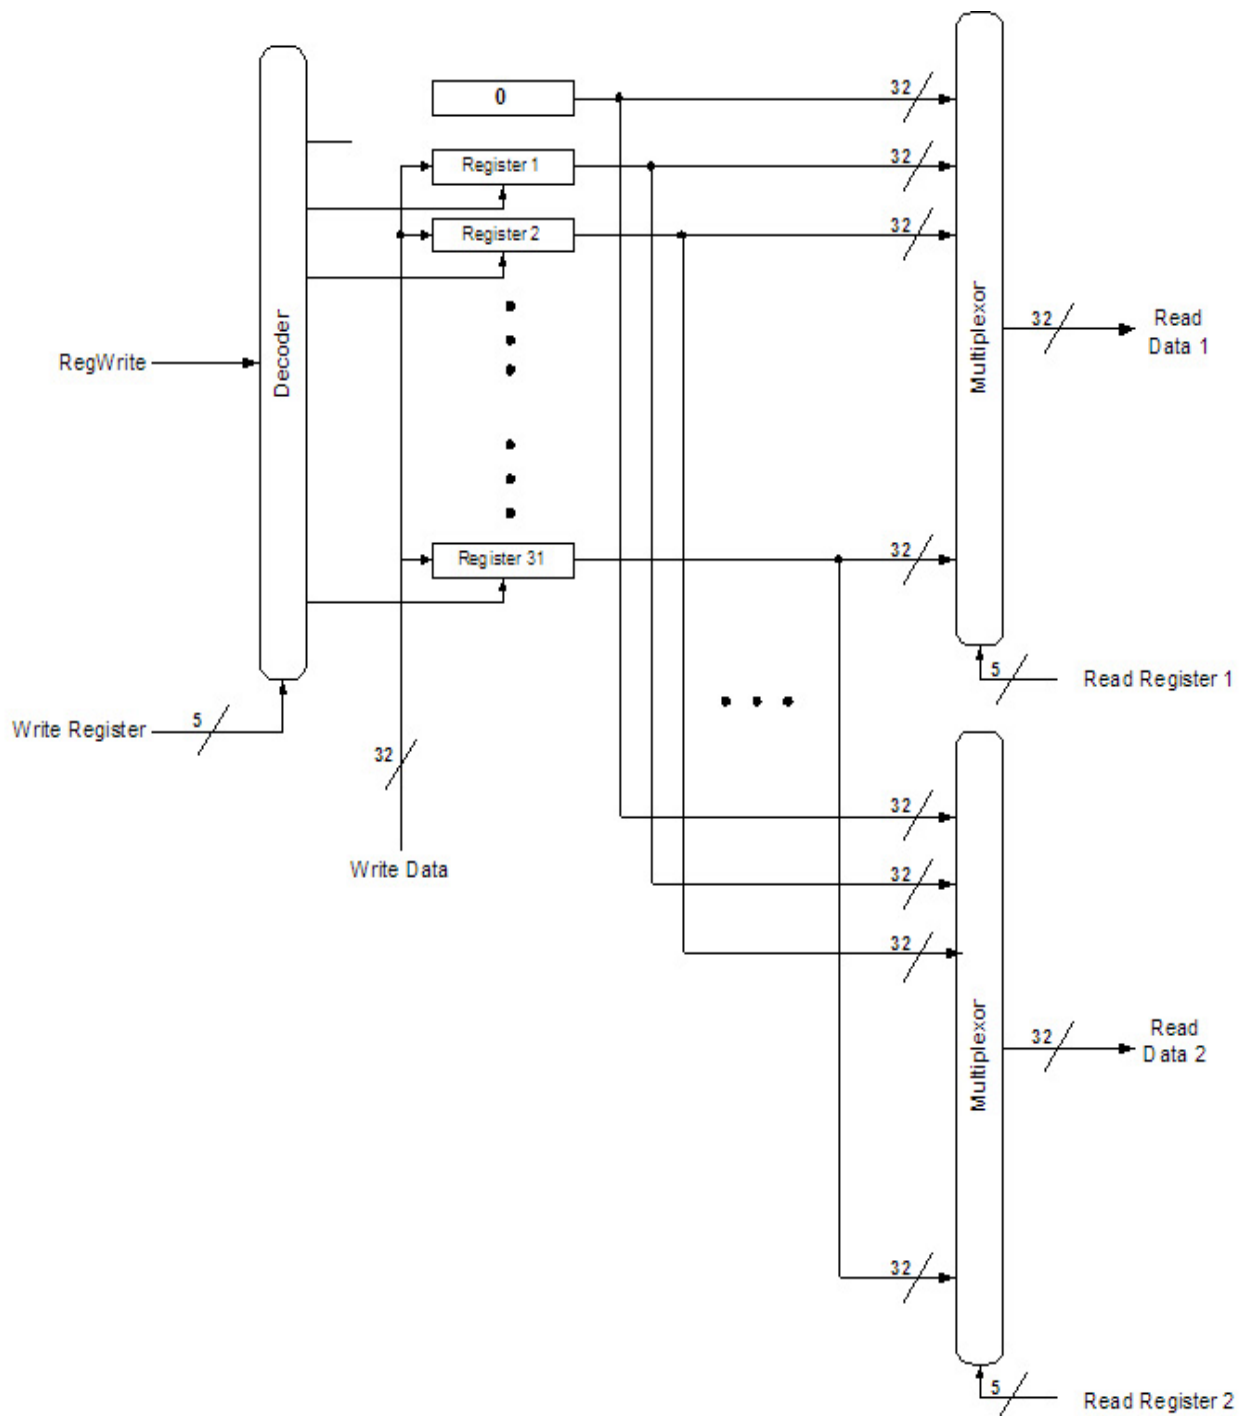 0
32
Register 1
32
Register 2
32
Decoder
RegWrite
Multiplexor
32
Read
Data 1
Register 31
32
Write Register
5
5
Read Register 1
32
Write Data
32
32
32
Multiplexor
32
Read
Data 2
32
5
Read Register 2